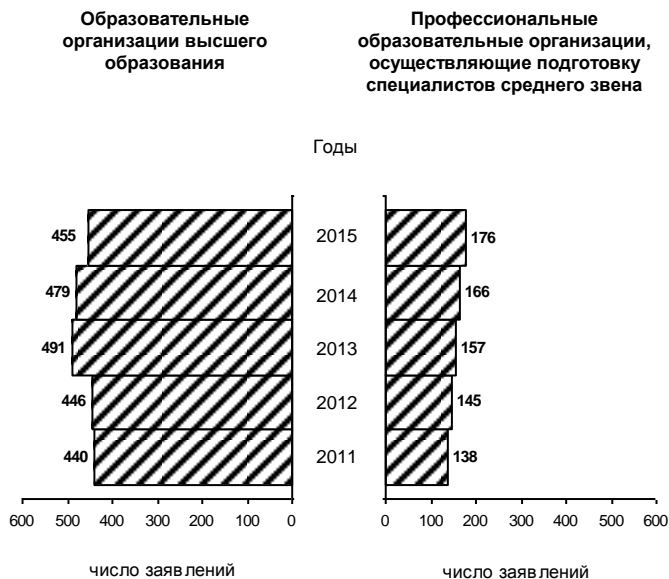 Образовательные
организации высшего
образования
Профессиональные
образовательные организации,
осуществляющие подготовку
специалистов среднего звена
Годы
455 2015 176
479 2014 166
491 2013 157
446 2012 145
440 2011 138
600 500 400 300 200 100 0 0 100 200 300 400 500 600
число заявлений число заявлений